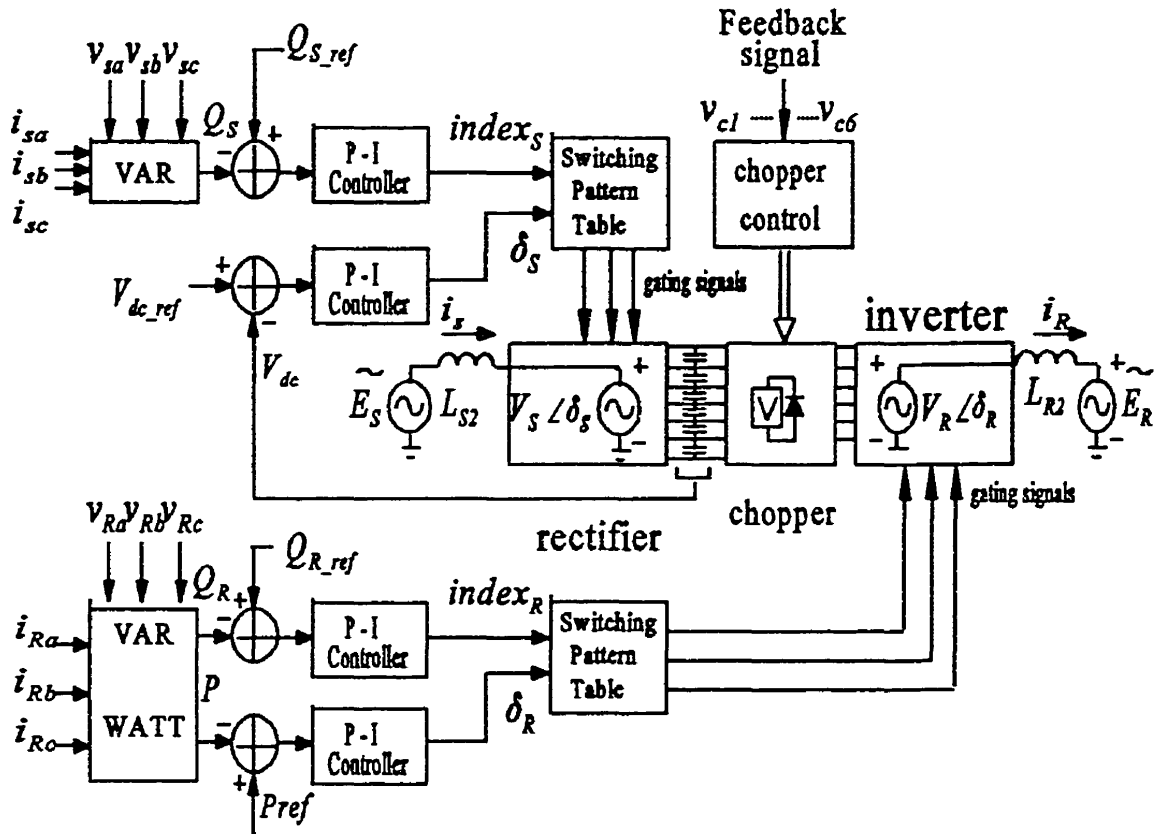 Feedback
signal
v_sa v_sb v_sc
Q_S_ref
v_c1 ---- ---- v_c6
i_sa
i_sb
i_sc
VAR
Q_S
+
-
P - I
Controller
index_S
Switching
Pattern
Table
chopper
control
V_dc_ref
+
-
P - I
Controller
δ_S
gating signals
V_dc
i_s
inverter
i_R
~
E_S
L_S2
V_S ∠δ_S
+
-
V
+
-
V_R ∠δ_R
L_R2
+
-
~
E_R
gating signals
chopper
rectifier
v_Ra v_Rb v_Rc
Q_R_ref
i_Ra
i_Rb
i_Rc
VAR
WATT
Q_R
+
-
P - I
Controller
index_R
Switching
Pattern
Table
P
-
+
P - I
Controller
δ_R
Pref